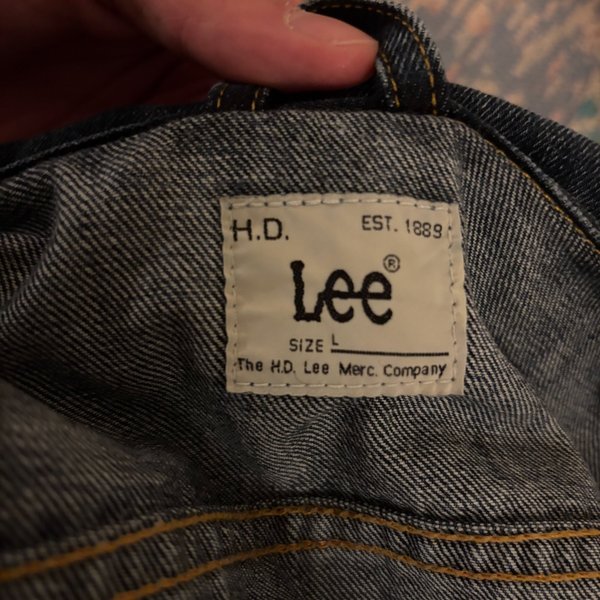 H.D. EST. 1889
Lee®
SIZE L
The H.D. Lee Merc. Company